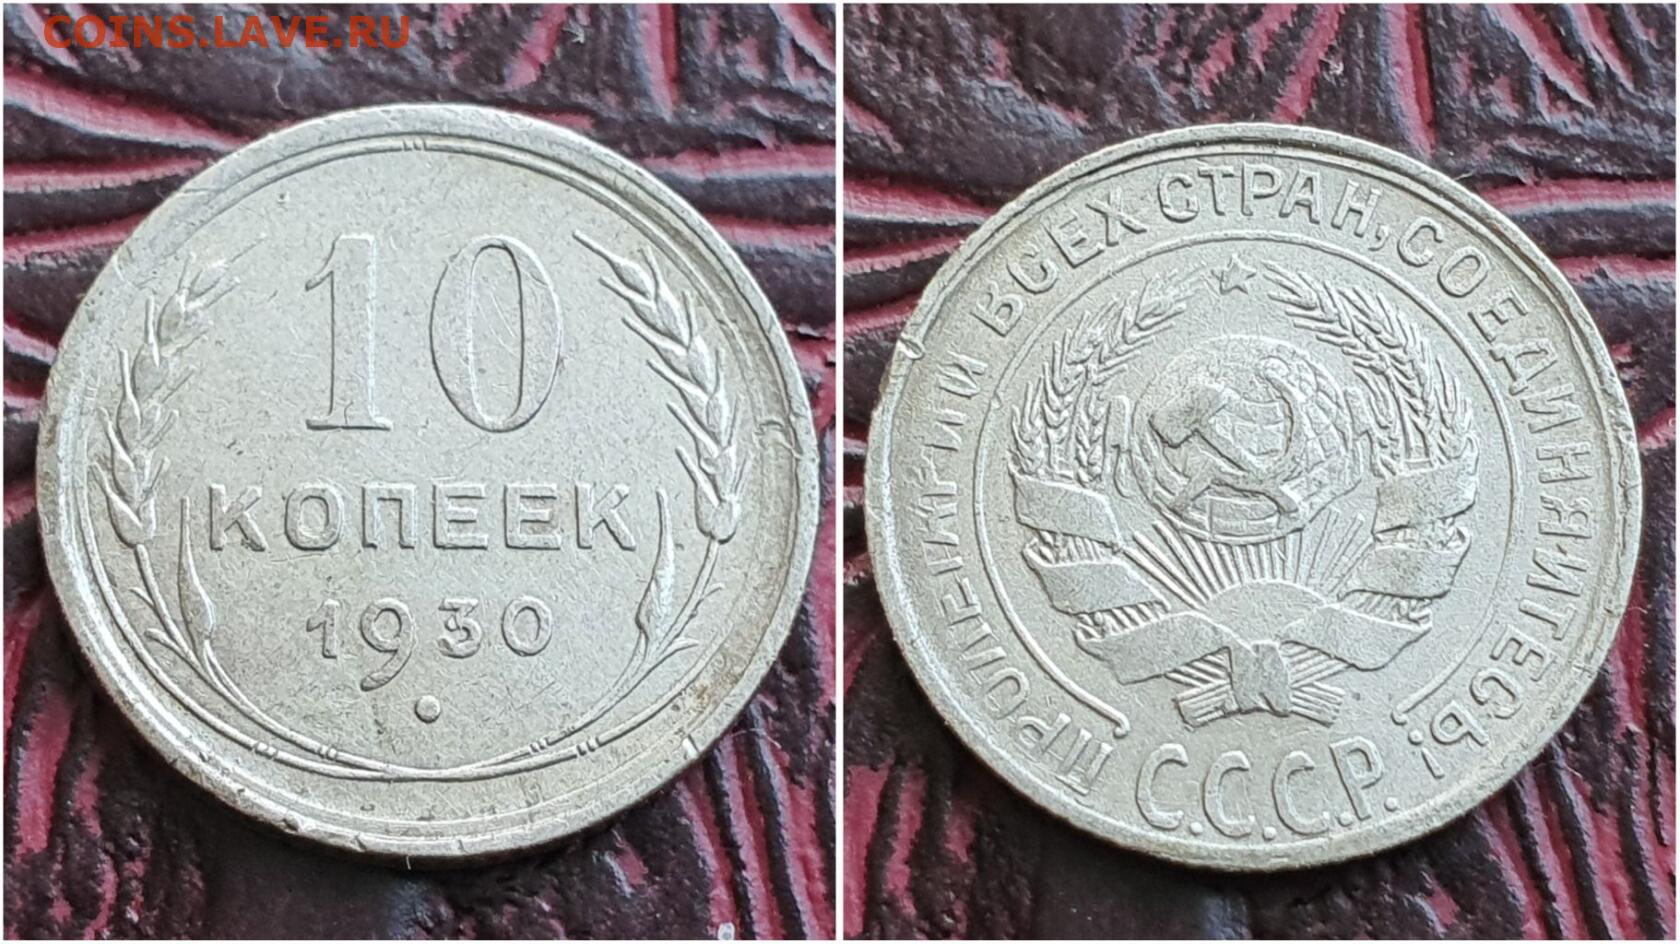 COINS.LAVE.RU
10
КОПЕЕК
1930
ПРОЛЕТАРИИ ВСЕХ СТРАН, СОЕДИНЯЙТЕСЬ!
С.С.С.Р.